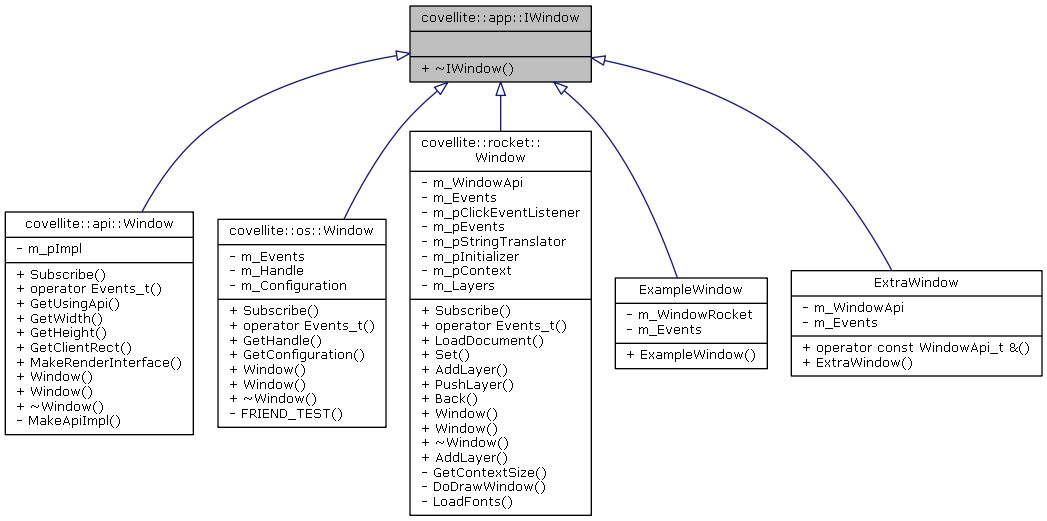 covellite::app::IWindow
+ ~IWindow()
covellite::api::Window
- m_pImpl
+ Subscribe()
+ operator Events_t()
+ GetUsingApi()
+ GetWidth()
+ GetHeight()
+ GetClientRect()
+ MakeRenderInterface()
+ Window()
+ Window()
+ ~Window()
- MakeApiImpl()
covellite::os::Window
- m_Events
- m_Handle
- m_Configuration
+ Subscribe()
+ operator Events_t()
+ GetHandle()
+ GetConfiguration()
+ Window()
+ Window()
+ ~Window()
- FRIEND_TEST()
covellite::rocket::
Window
- m_WindowApi
- m_Events
- m_pClickEventListener
- m_pEvents
- m_pStringTranslator
- m_pInitializer
- m_pContext
- m_Layers
+ Subscribe()
+ operator Events_t()
+ LoadDocument()
+ Set()
+ AddLayer()
+ PushLayer()
+ Back()
+ Window()
+ Window()
+ ~Window()
+ AddLayer()
- GetContextSize()
- DoDrawWindow()
- LoadFonts()
ExampleWindow
- m_WindowRocket
- m_Events
+ ExampleWindow()
ExtraWindow
- m_WindowApi
- m_Events
+ operator const WindowApi_t &()
+ ExtraWindow()